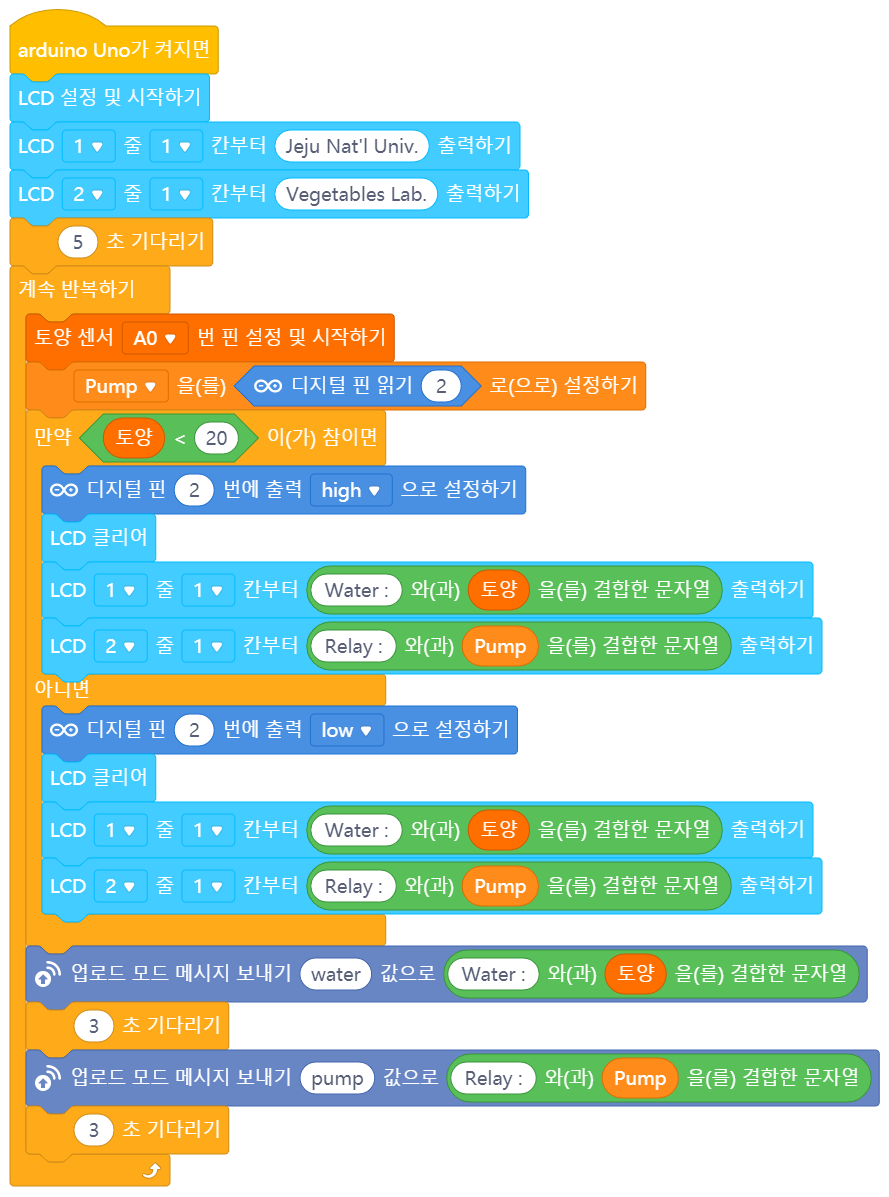 arduino Uno가 켜지면
LCD 설정 및 시작하기
LCD 1 줄 1 칸부터 Jeju Nat'l Univ. 출력하기
LCD 2 줄 1 칸부터 Vegetables Lab. 출력하기
5 초 기다리기
계속 반복하기
토양 센서 A0 번 핀 설정 및 시작하기
Pump 을(를) 디지털 핀 읽기 2 로(으로) 설정하기
만약 토양 < 20 이(가) 참이면
디지털 핀 2 번에 출력 high 으로 설정하기
LCD 클리어
LCD 1 줄 1 칸부터 Water : 와(과) 토양 을(를) 결합한 문자열 출력하기
LCD 2 줄 1 칸부터 Relay : 와(과) Pump 을(를) 결합한 문자열 출력하기
아니면
디지털 핀 2 번에 출력 low 으로 설정하기
LCD 클리어
LCD 1 줄 1 칸부터 Water : 와(과) 토양 을(를) 결합한 문자열 출력하기
LCD 2 줄 1 칸부터 Relay : 와(과) Pump 을(를) 결합한 문자열 출력하기
업로드 모드 메시지 보내기 water 값으로 Water : 와(과) 토양 을(를) 결합한 문자열
3 초 기다리기
업로드 모드 메시지 보내기 pump 값으로 Relay : 와(과) Pump 을(를) 결합한 문자열
3 초 기다리기